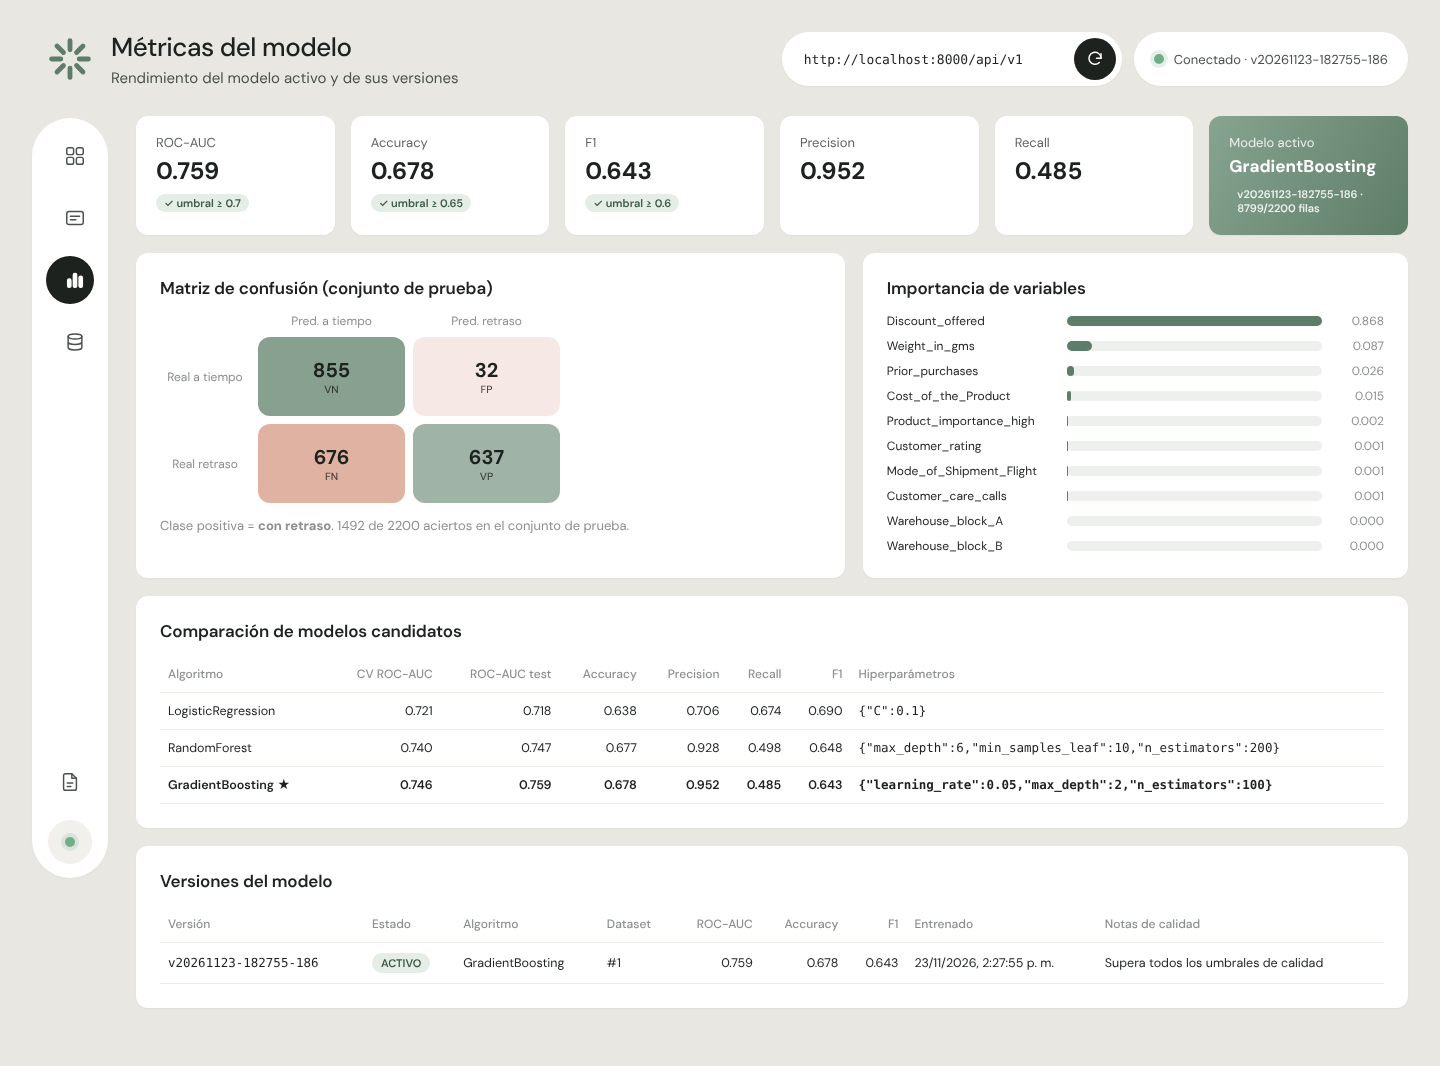 Métricas del modelo
Rendimiento del modelo activo y de sus versiones
http://localhost:8000/api/v1
Conectado · v20261123-182755-186
ROC-AUC
0.759
✓ umbral ≥ 0.7
Accuracy
0.678
✓ umbral ≥ 0.65
F1
0.643
✓ umbral ≥ 0.6
Precision
0.952
Recall
0.485
Modelo activo
GradientBoosting
v20261123-182755-186 ·
8799/2200 filas
Matriz de confusión (conjunto de prueba)
Pred. a tiempo Pred. retraso
Real a tiempo
855
VN
32
FP
Real retraso
676
FN
637
VP
Clase positiva = con retraso. 1492 de 2200 aciertos en el conjunto de prueba.
Importancia de variables
Discount_offered 0.868
Weight_in_gms 0.087
Prior_purchases 0.026
Cost_of_the_Product 0.015
Product_importance_high 0.002
Customer_rating 0.001
Mode_of_Shipment_Flight 0.001
Customer_care_calls 0.001
Warehouse_block_A 0.000
Warehouse_block_B 0.000
Comparación de modelos candidatos
Algoritmo CV ROC-AUC ROC-AUC test Accuracy Precision Recall F1 Hiperparámetros
LogisticRegression 0.721 0.718 0.638 0.706 0.674 0.690 {"C":0.1}
RandomForest 0.740 0.747 0.677 0.928 0.498 0.648 {"max_depth":6,"min_samples_leaf":10,"n_estimators":200}
GradientBoosting ★ 0.746 0.759 0.678 0.952 0.485 0.643 {"learning_rate":0.05,"max_depth":2,"n_estimators":100}
Versiones del modelo
Versión Estado Algoritmo Dataset ROC-AUC Accuracy F1 Entrenado Notas de calidad
v20261123-182755-186 ACTIVO GradientBoosting #1 0.759 0.678 0.643 23/11/2026, 2:27:55 p. m. Supera todos los umbrales de calidad